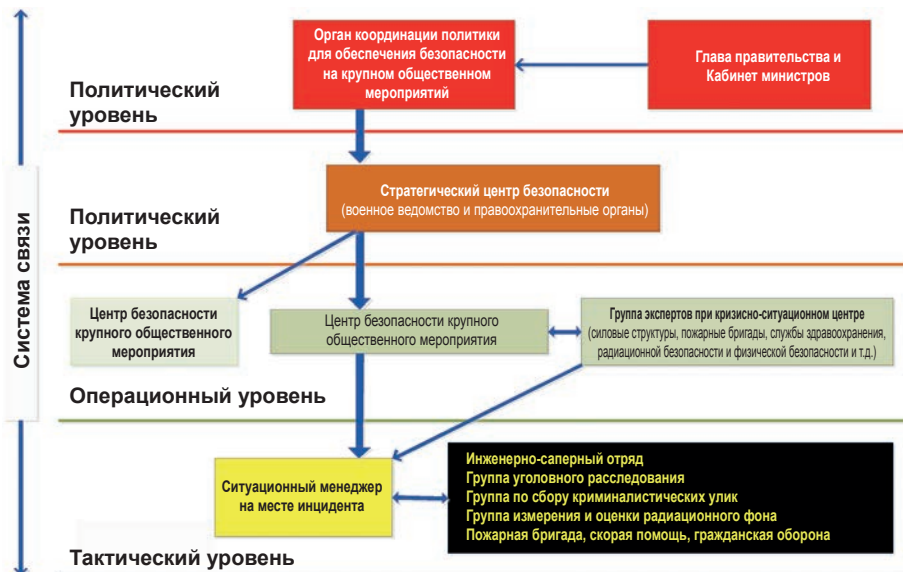 Орган координации политики
для обеспечения безопасности
на крупном общественном
мероприятий
Глава правительства и
Кабинет министров
Политический
уровень
Стратегический центр безопасности
(военное ведомство и правоохранительные органы)
Политический
уровень
Система связи
Центр безопасности
крупного общественного
мероприятия
Центр безопасности крупного
общественного мероприятия
Группа экспертов при кризисно-ситуационном центре
(силовые структуры, пожарные бригады, службы здравоохранения,
радиационной безопасности и физической безопасности и т.д.)
Операционный уровень
Ситуационный менеджер
на месте инцидента
Инженерно-саперный отряд
Группа уголовного расследования
Группа по сбору криминалистических улик
Группа измерения и оценки радиационного фона
Пожарная бригада, скорая помощь, гражданская оборона
Тактический уровень